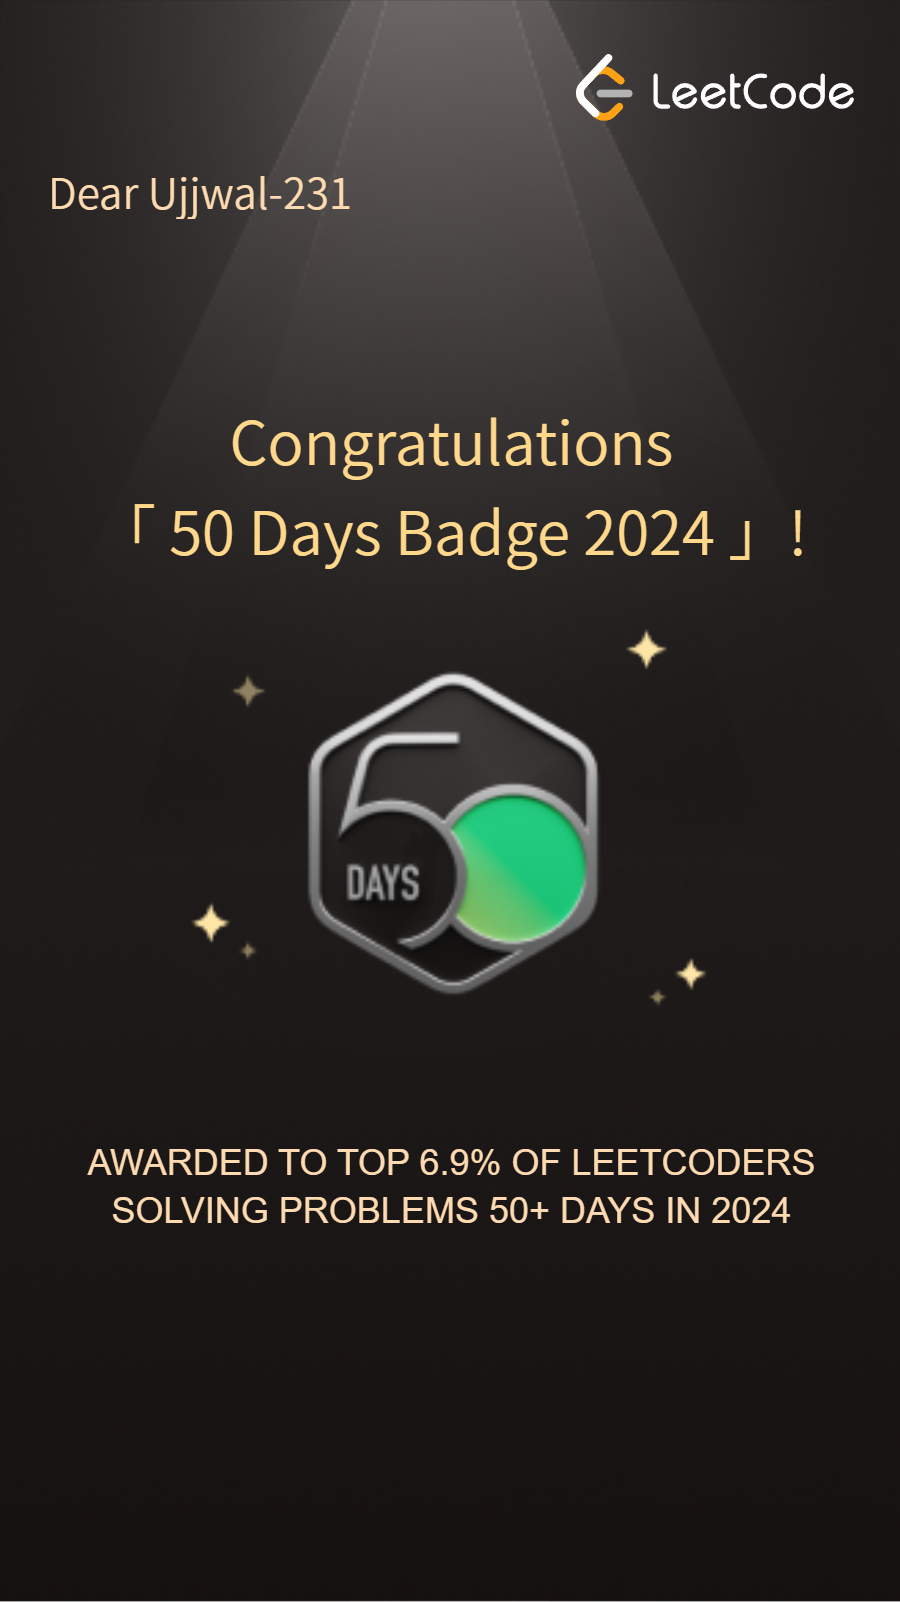 LeetCode
Dear Ujjwal-231
Congratulations
「 50 Days Badge 2024 」 !
50
DAYS
AWARDED TO TOP 6.9% OF LEETCODERS
SOLVING PROBLEMS 50+ DAYS IN 2024